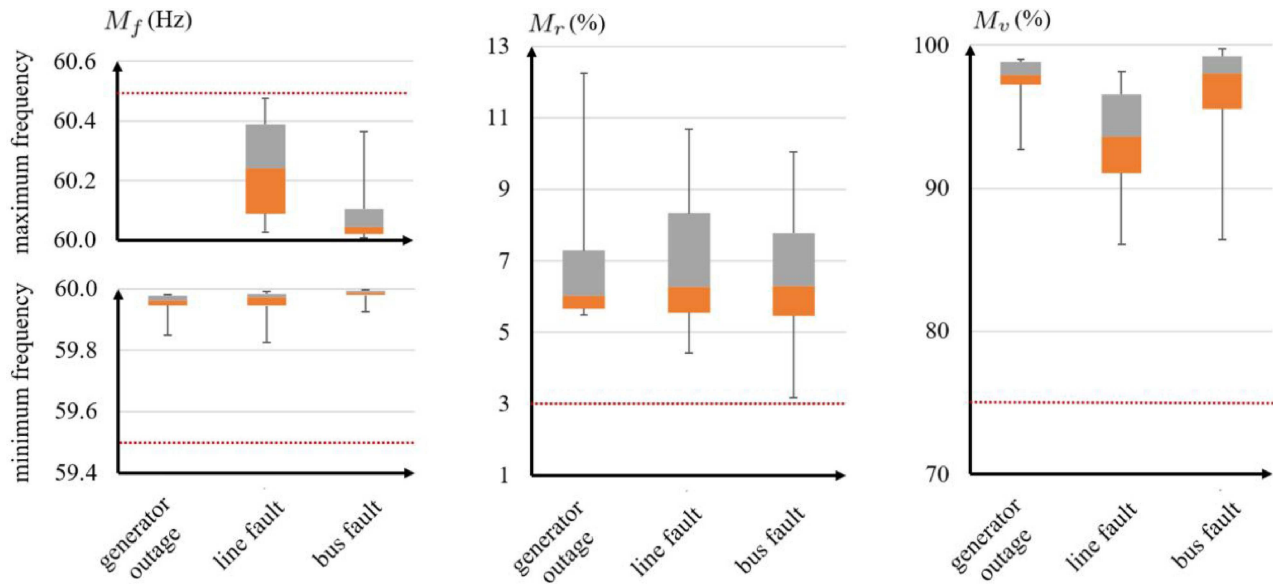 M_f (Hz)
maximum frequency
60.6
60.4
60.2
60.0
minimum frequency
60.0
59.8
59.6
59.4
generator
outage
line fault
bus fault
M_r (%)
13
11
9
7
5
3
1
generator
outage
line fault
bus fault
M_v (%)
100
90
80
70
generator
outage
line fault
bus fault